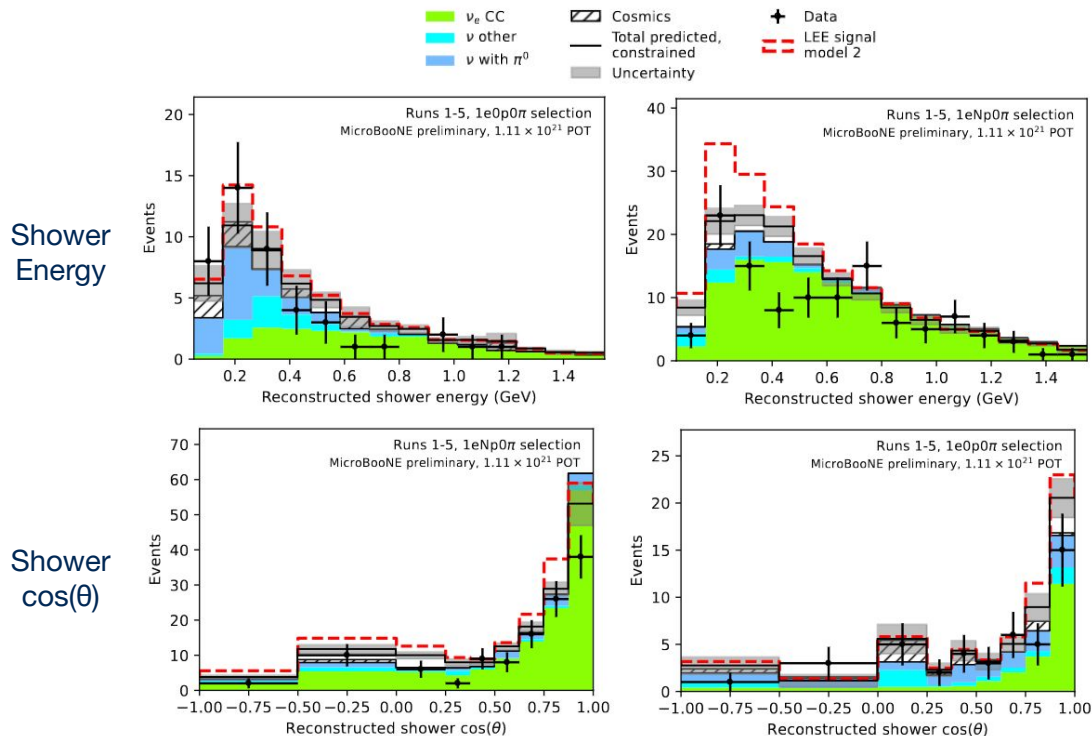 ν_e CC
ν other
ν with π⁰
Cosmics
Total predicted,
constrained
Uncertainty
Data
LEE signal
model 2
Shower
Energy
Runs 1-5, 1e0p0π selection
MicroBooNE preliminary, 1.11 × 10²¹ POT
Events
20
15
10
5
0
0.2 0.4 0.6 0.8 1.0 1.2 1.4
Reconstructed shower energy (GeV)
Runs 1-5, 1eNp0π selection
MicroBooNE preliminary, 1.11 × 10²¹ POT
Events
40
30
20
10
0
0.2 0.4 0.6 0.8 1.0 1.2 1.4
Reconstructed shower energy (GeV)
Shower
cos(θ)
Runs 1-5, 1eNp0π selection
MicroBooNE preliminary, 1.11 × 10²¹ POT
Events
70
60
50
40
30
20
10
0
−1.00 −0.75 −0.50 −0.25 0.00 0.25 0.50 0.75 1.00
Reconstructed shower cos(θ)
Runs 1-5, 1e0p0π selection
MicroBooNE preliminary, 1.11 × 10²¹ POT
Events
25
20
15
10
5
0
−1.00 −0.75 −0.50 −0.25 0.00 0.25 0.50 0.75 1.00
Reconstructed shower cos(θ)